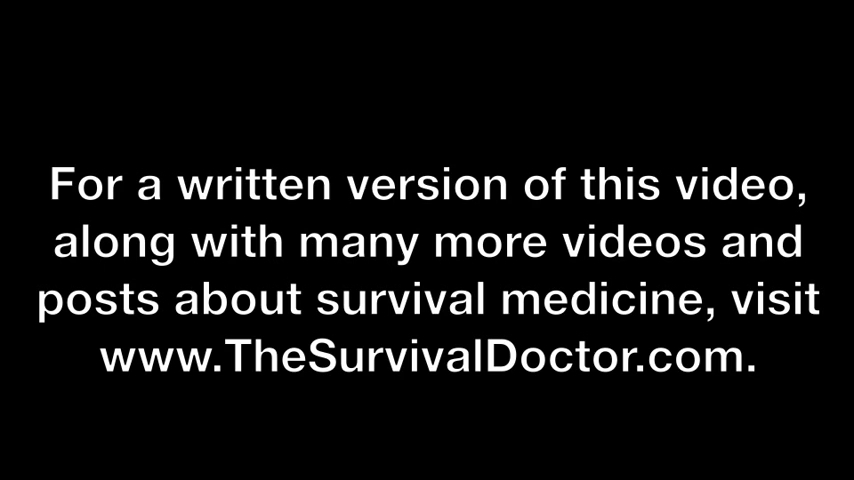 For a written version of this video,
along with many more videos and
posts about survival medicine, visit
www.TheSurvivalDoctor.com.